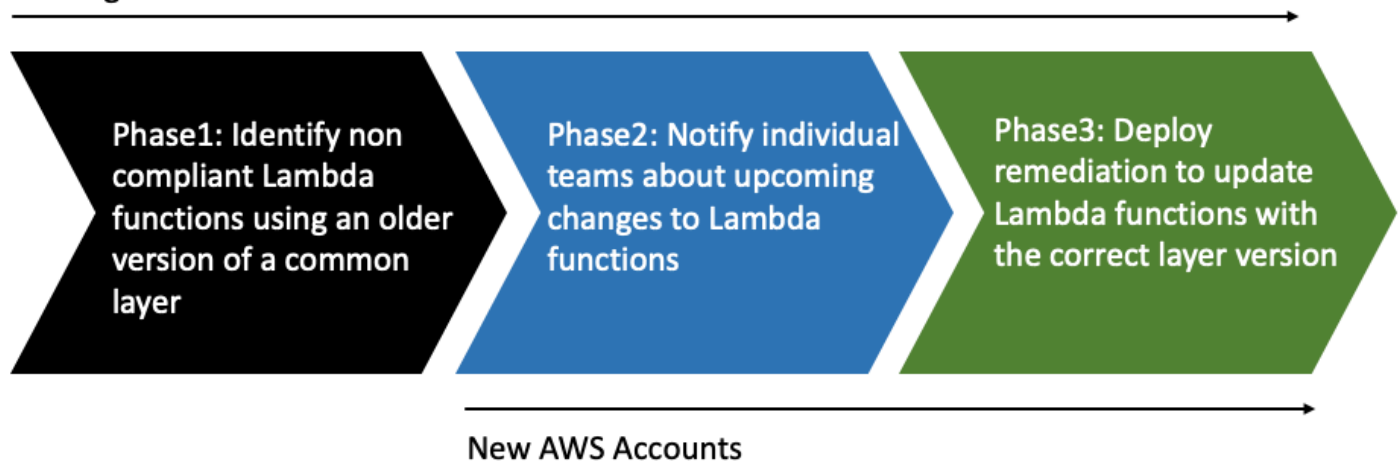 Phase1: Identify non
compliant Lambda
functions using an older
version of a common
layer
Phase2: Notify individual
teams about upcoming
changes to Lambda
functions
Phase3: Deploy
remediation to update
Lambda functions with
the correct layer version
New AWS Accounts